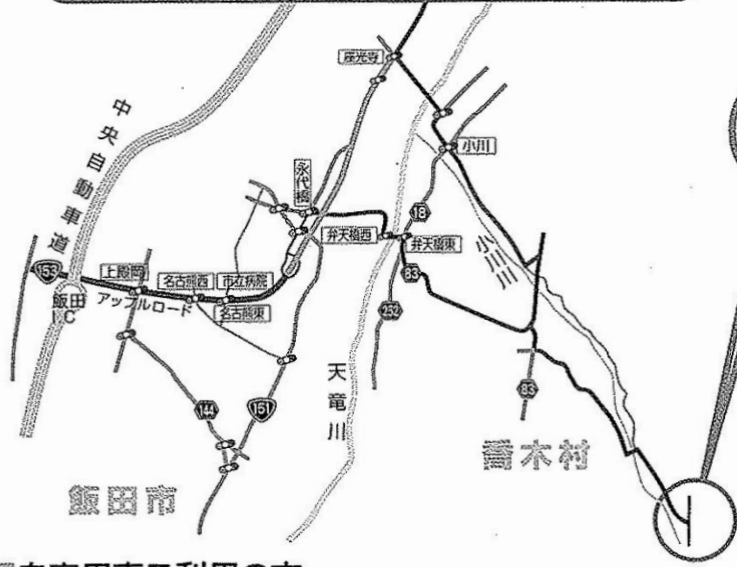 座光寺
中央自動車道
小川
永代橋
18
弁天橋西
弁天橋東
小川川
153
上殿岡
名古熊西
市立病院
83
飯田IC
アップルロード
名古熊東
252
天竜川
83
144
151
喬木村
飯田市